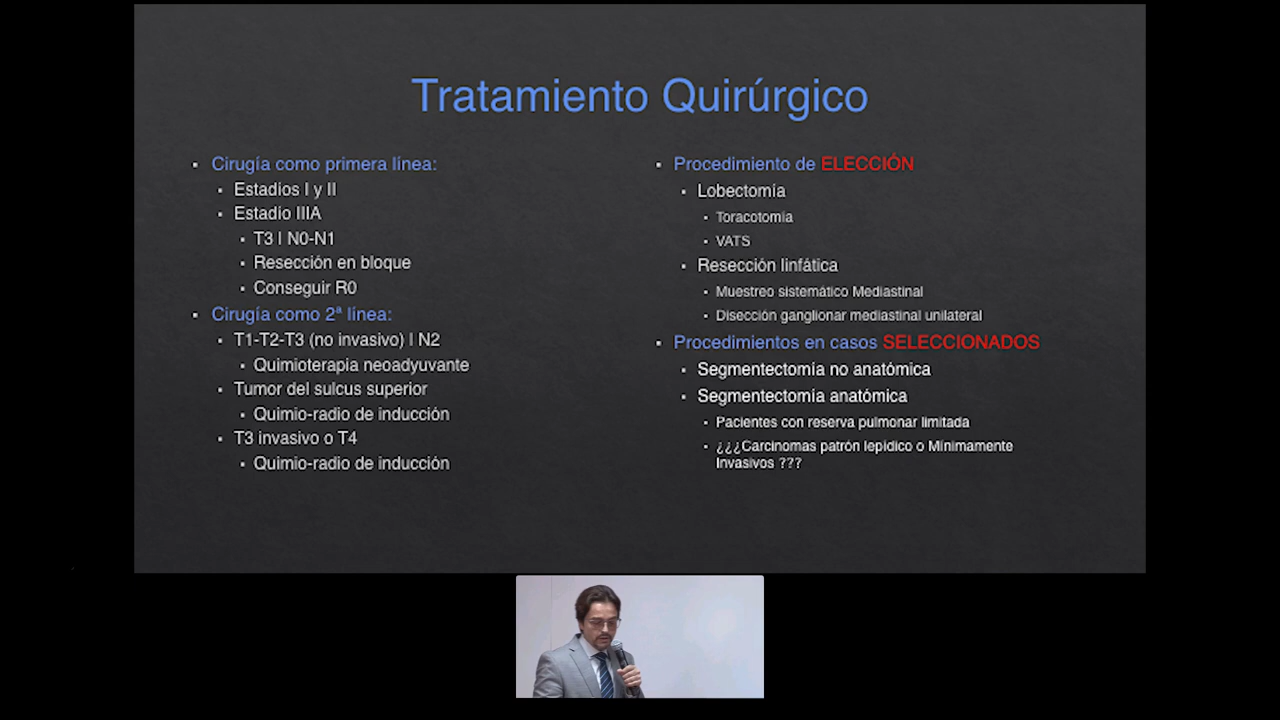 Tratamiento Quirúrgico
▪ Cirugía como primera línea:
▪ Estadíos I y II
▪ Estadio IIIA
▪ T3 | N0-N1
▪ Resección en bloque
▪ Conseguir R0
▪ Cirugía como 2ª línea:
▪ T1-T2-T3 (no invasivo) | N2
▪ Quimioterapia neoadyuvante
▪ Tumor del sulcus superior
▪ Quimio-radio de inducción
▪ T3 invasivo o T4
▪ Quimio-radio de inducción
▪ Procedimiento de ELECCIÓN
▪ Lobectomía
▪ Toracotomía
▪ VATS
▪ Resección linfática
▪ Muestreo sistemático Mediastinal
▪ Disección ganglionar mediastinal unilateral
▪ Procedimientos en casos SELECCIONADOS
▪ Segmentectomía no anatómica
▪ Segmentectomía anatómica
▪ Pacientes con reserva pulmonar limitada
▪ ¿¿¿Carcinomas patrón lepídico o Mínimamente
Invasivos ???